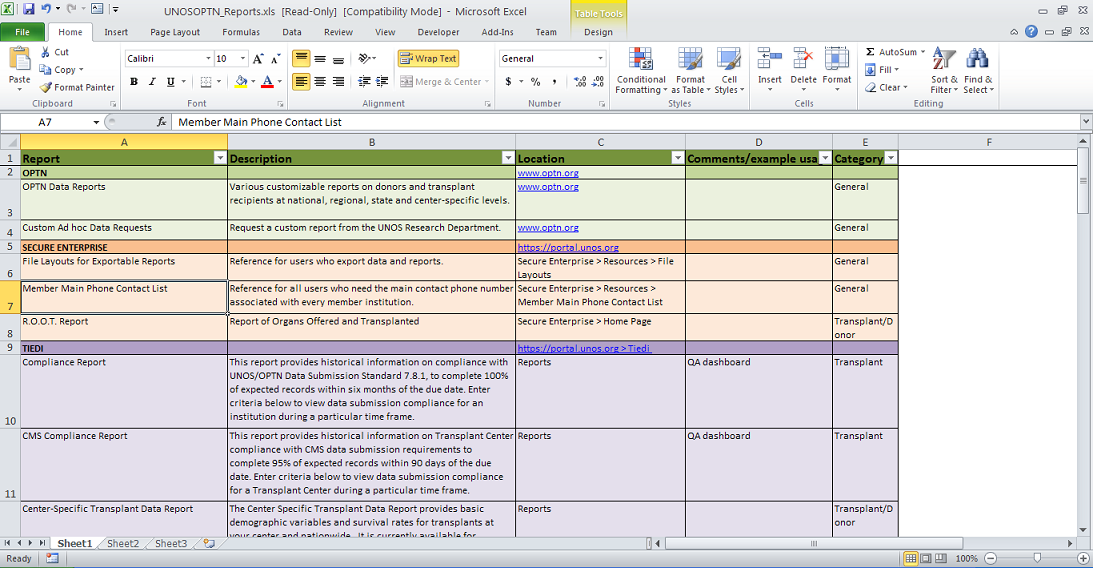 UNOSOPTN_Reports.xls [Read-Only] [Compatibility Mode] - Microsoft Excel
Table Tools
File Home Insert Page Layout Formulas Data Review View Developer Add-Ins Team Design
Paste
Cut
Copy
Format Painter
Clipboard
Calibri 10
B I U
Font
Wrap Text
Merge & Center
Alignment
General
$ % ,
Number
Conditional Formatting
Format as Table
Cell Styles
Styles
Insert Delete Format
Cells
Σ AutoSum
Fill
Clear
Sort & Filter
Find & Select
Editing
A7 fx Member Main Phone Contact List
A B C D E F
1 Report Description Location Comments/example usa Category
2 OPTN www.optn.org
3 OPTN Data Reports Various customizable reports on donors and transplant www.optn.org General
recipients at national, regional, state and center-specific levels.
4 Custom Ad hoc Data Requests Request a custom report from the UNOS Research Department. www.optn.org General
5 SECURE ENTERPRISE https://portal.unos.org
6 File Layouts for Exportable Reports Reference for users who export data and reports. Secure Enterprise > Resources > File General
Layouts
7 Member Main Phone Contact List Reference for all users who need the main contact phone number Secure Enterprise > Resources > General
associated with every member institution. Member Main Phone Contact List
8 R.O.O.T. Report Report of Organs Offered and Transplanted Secure Enterprise > Home Page Transplant/D
onor
9 TIEDI https://portal.unos.org > Tiedi
10 Compliance Report This report provides historical information on compliance with Reports QA dashboard Transplant
UNOS/OPTN Data Submission Standard 7.8.1, to complete 100%
of expected records within six months of the due date. Enter
criteria below to view data submission compliance for an
institution during a particular time frame.
11 CMS Compliance Report This report provides historical information on Transplant Center Reports QA dashboard Transplant
compliance with CMS data submission requirements to
complete 95% of expected records within 90 days of the due
date. Enter criteria below to view data submission compliance
for a Transplant Center during a particular time frame.
Center-Specific Transplant Data Report The Center Specific Transplant Data Report provides basic Reports Transplant/D
demographic variables and survival rates for transplants at onor
your center and nationwide. It is currently available for
Sheet1 Sheet2 Sheet3
Ready 100%